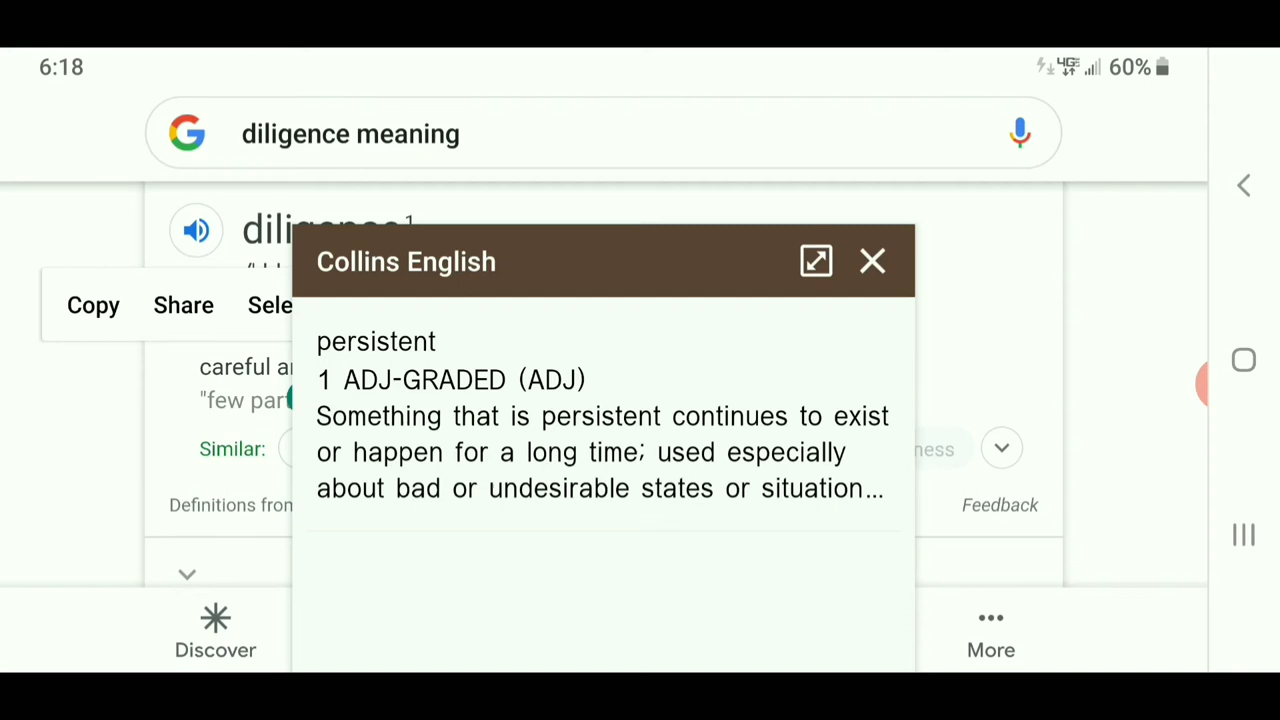 6:18
60%
diligence meaning
Collins English
Copy Share
persistent
1 ADJ-GRADED (ADJ)
Something that is persistent continues to exist
or happen for a long time; used especially
about bad or undesirable states or situation...
careful
"few
Similar:
Definitions
Feedback
Discover
More